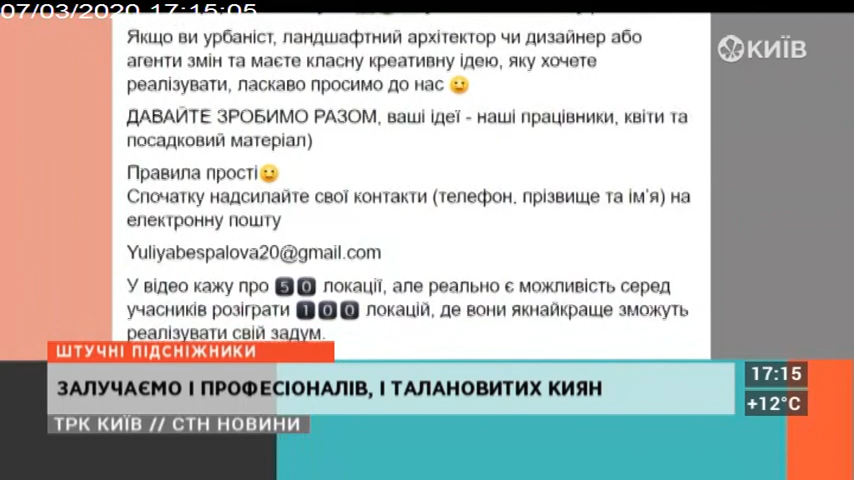 07/03/2020 17:15:05
Якщо ви урбаніст, ландшафтний архітектор чи дизайнер або
агенти змін та маєте класну креативну ідею, яку хочете
реалізувати, ласкаво просимо до нас
ДАВАЙТЕ ЗРОБИМО РАЗОМ, ваші ідеї - наші працівники, квіти та
посадковий матеріал)
Правила прості
Спочатку надсилайте свої контакти (телефон, прізвище та ім'я) на
електронну пошту
Yuliyabespalova20@gmail.com
У відео кажу про 50 локації, але реально є можливість серед
учасників розіграти 100 локацій, де вони якнайкраще зможуть
реалізувати свій задум.
КИЇВ
ШТУЧНІ ПІДСНІЖНИКИ
ЗАЛУЧАЄМО І ПРОФЕСІОНАЛІВ, І ТАЛАНОВИТИХ КИЯН
ТРК КИЇВ // СТН НОВИНИ
17:15
+12°C